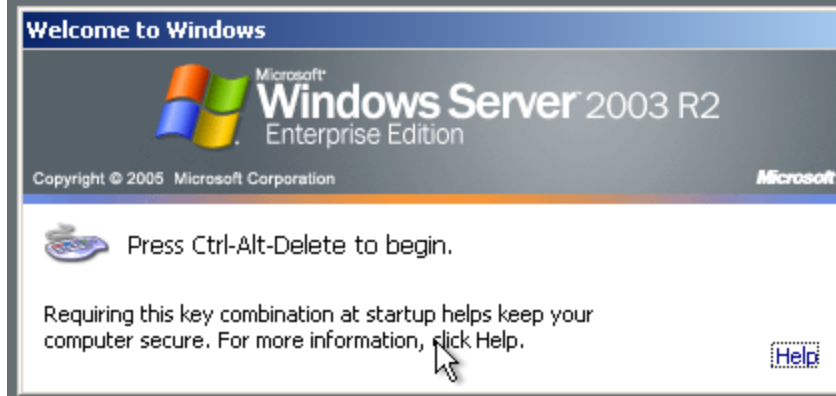 Welcome to Windows
Microsoft
Windows Server 2003 R2
Enterprise Edition
Copyright © 2005 Microsoft Corporation Microsoft
Press Ctrl-Alt-Delete to begin.
Requiring this key combination at startup helps keep your
computer secure. For more information, click Help.
Help